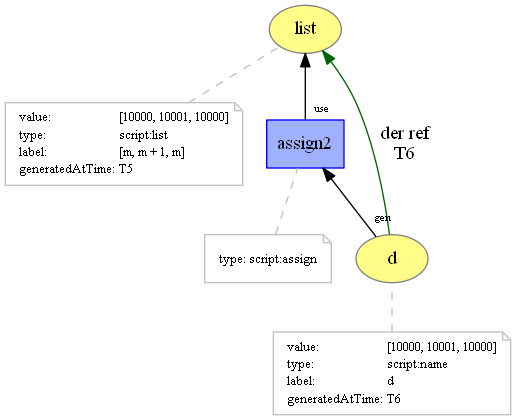 list
value: [10000, 10001, 10000]
type: script:list
label: [m, m + 1, m]
generatedAtTime: T5
use
assign2
der ref
T6
gen
type: script:assign
d
value: [10000, 10001, 10000]
type: script:name
label: d
generatedAtTime: T6